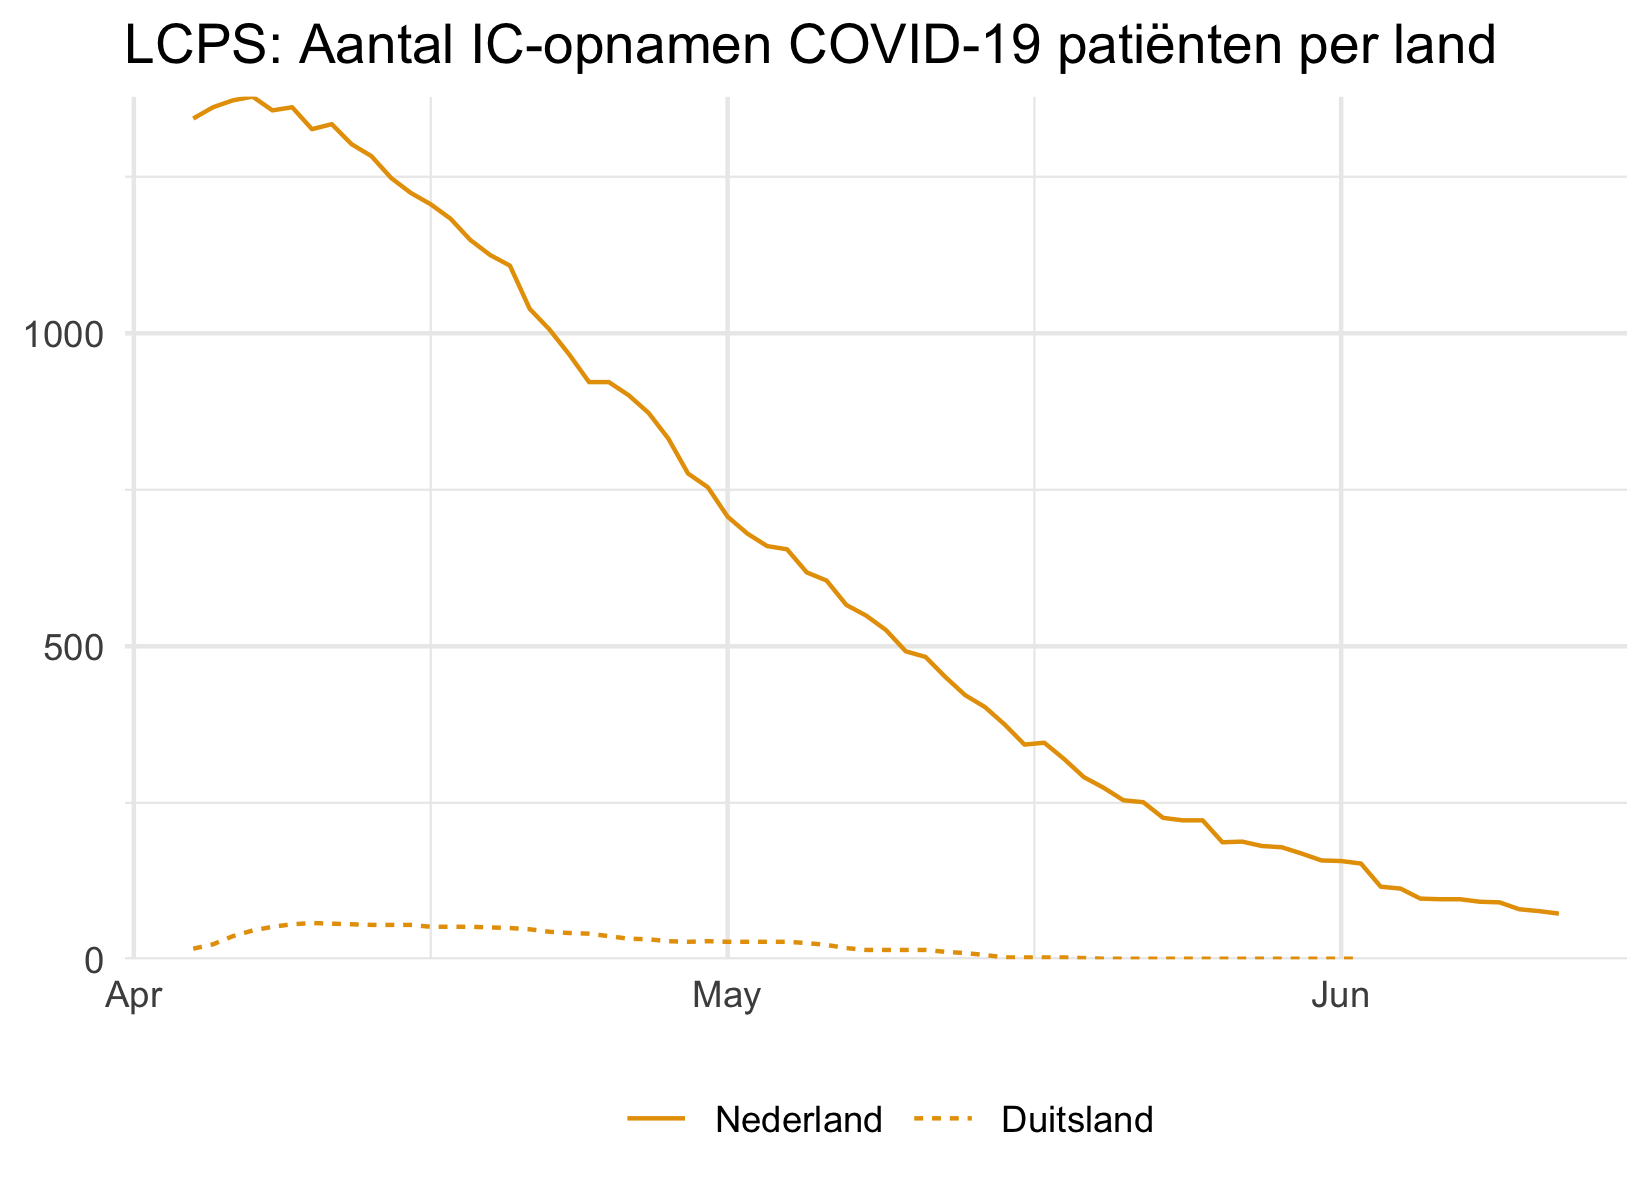 LCPS: Aantal IC-opnamen COVID-19 patiënten per land
1000
500
0
Apr May Jun
Nederland Duitsland